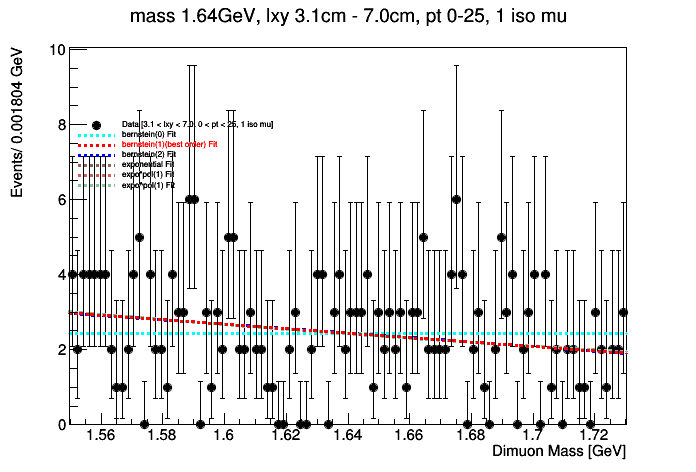 mass 1.64GeV, lxy 3.1cm - 7.0cm, pt 0-25, 1 iso mu
Events/ 0.001804 GeV
10
8
6
4
2
0
Data [3.1 < lxy < 7.0, 0 < pt < 25, 1 iso mu]
bernstein(0) Fit
bernstein(1)(best order) Fit
bernstein(2) Fit
exponential Fit
expo*pol(1) Fit
expo*pol(1) Fit
1.56 1.58 1.6 1.62 1.64 1.66 1.68 1.7 1.72
Dimuon Mass [GeV]